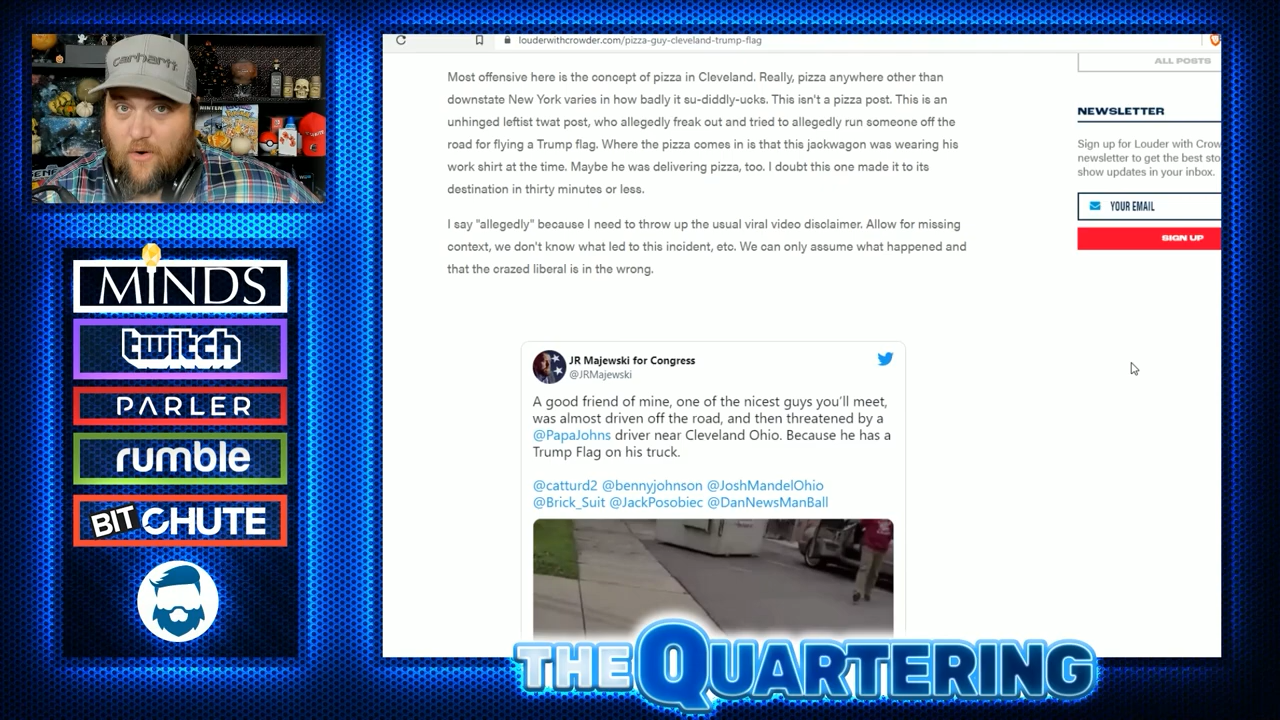 carhartt
MINDS
twitch
PARLER
rumble
BITCHUTE
louderwithcrowder.com/pizza-guy-cleveland-trump-flag
Most offensive here is the concept of pizza in Cleveland. Really, pizza anywhere other than
downstate New York varies in how badly it su-diddly-ucks. This isn't a pizza post. This is an
unhinged leftist twat post, who allegedly freak out and tried to allegedly run someone off the
road for flying a Trump flag. Where the pizza comes in is that this jackwagon was wearing his
work shirt at the time. Maybe he was delivering pizza, too. I doubt this one made it to its
destination in thirty minutes or less.
I say "allegedly" because I need to throw up the usual viral video disclaimer. Allow for missing
context, we don't know what led to this incident, etc. We can only assume what happened and
that the crazed liberal is in the wrong.
JR Majewski for Congress
@JRMajewski
A good friend of mine, one of the nicest guys you'll meet,
was almost driven off the road, and then threatened by a
@PapaJohns driver near Cleveland Ohio. Because he has a
Trump Flag on his truck.
@catturd2 @bennyjohnson @JoshMandelOhio
@Brick_Suit @JackPosobiec @DanNewsManBall
ALL POSTS
NEWSLETTER
Sign up for Louder with Crow
newsletter to get the best sto
show updates in your inbox.
YOUR EMAIL
SIGN UP
THE QUARTERING